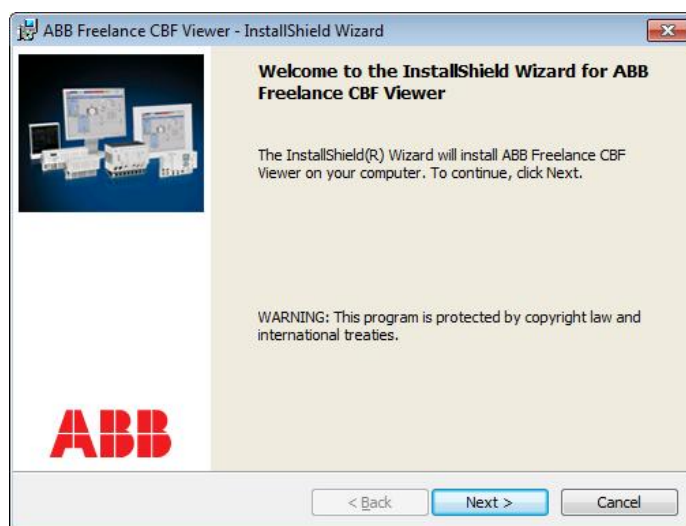 ABB Freelance CBF Viewer - InstallShield Wizard
Welcome to the InstallShield Wizard for ABB
Freelance CBF Viewer
The InstallShield(R) Wizard will install ABB Freelance CBF
Viewer on your computer. To continue, click Next.
WARNING: This program is protected by copyright law and
international treaties.
ABB
< Back
Next >
Cancel